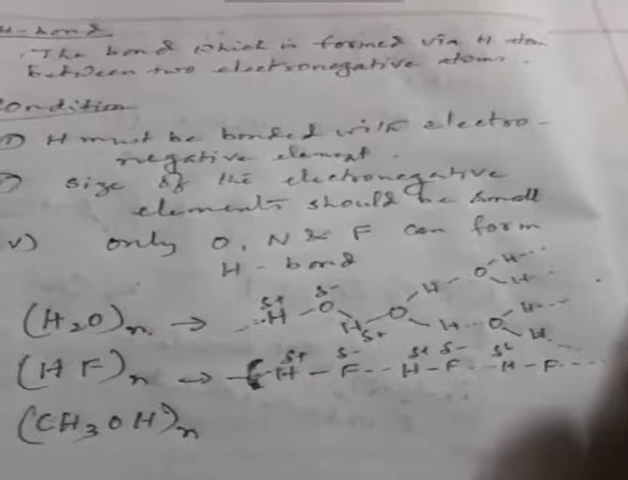 H-bond
The bond which is formed via H atom
between two electronegative atoms.
Condition
i) H must be bonded with electro-
negative element.
size of the electronegative
elements should be small
v) only O, N & F can form
H-bond
(H₂O)ₙ → ---H δ+ O δ- H δ+ O H --- O H--- H---
H --- O H--- H
(HF)ₙ → --H δ+ - F δ- --- H δ+ - F δ- --- H δ+ - F ----
(CH₃OH)ₙ